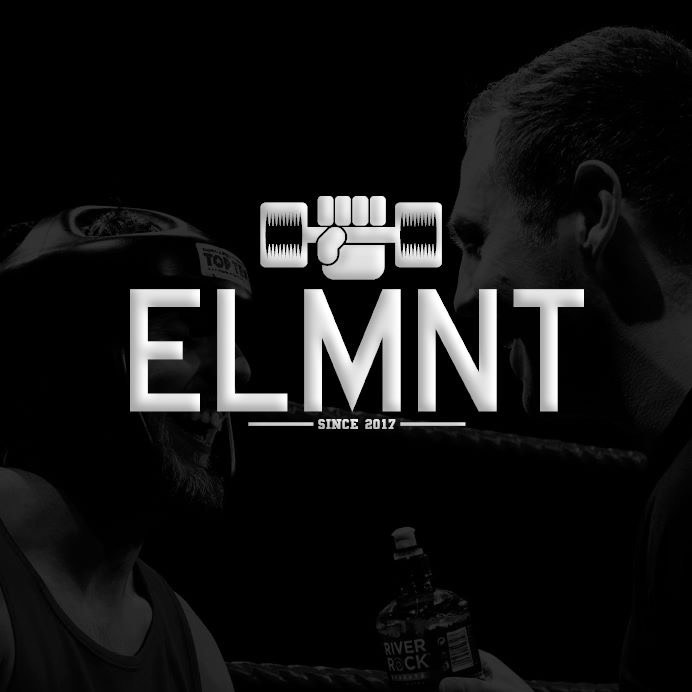 TOP TEN
ELMNT
SINCE 2017
RIVER
ROCK